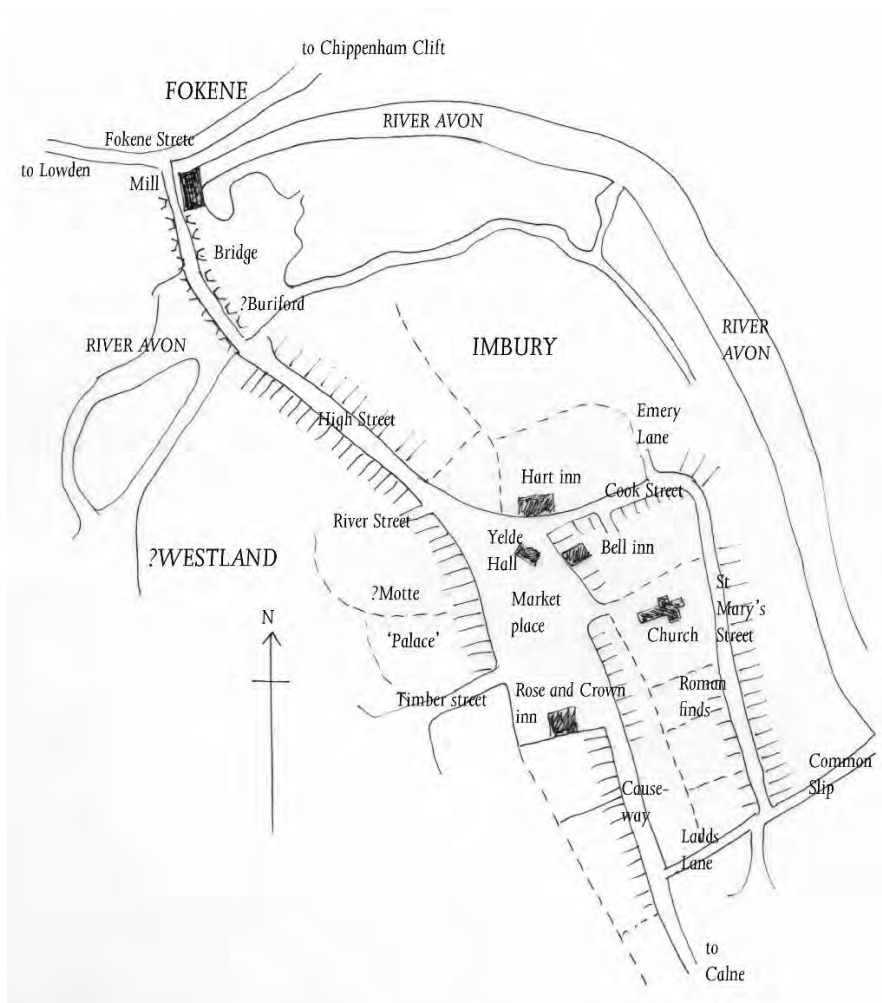 to Chippenham Clift
FOKENE
RIVER AVON
Fokene Strete
to Lowden
Mill
Bridge
?Buriford
RIVER AVON
IMBURY
RIVER
AVON
High Street
Emery
Lane
Hart inn
Cook Street
River Street
Yelde
Hall
Bell inn
?WESTLAND
?Motte
Market
place
St
Mary's
Street
Church
'Palace'
N
Timber street
Rose and Crown
inn
Roman
finds
Common
Slip
Cause-
way
Ladds
Lane
to
Calne